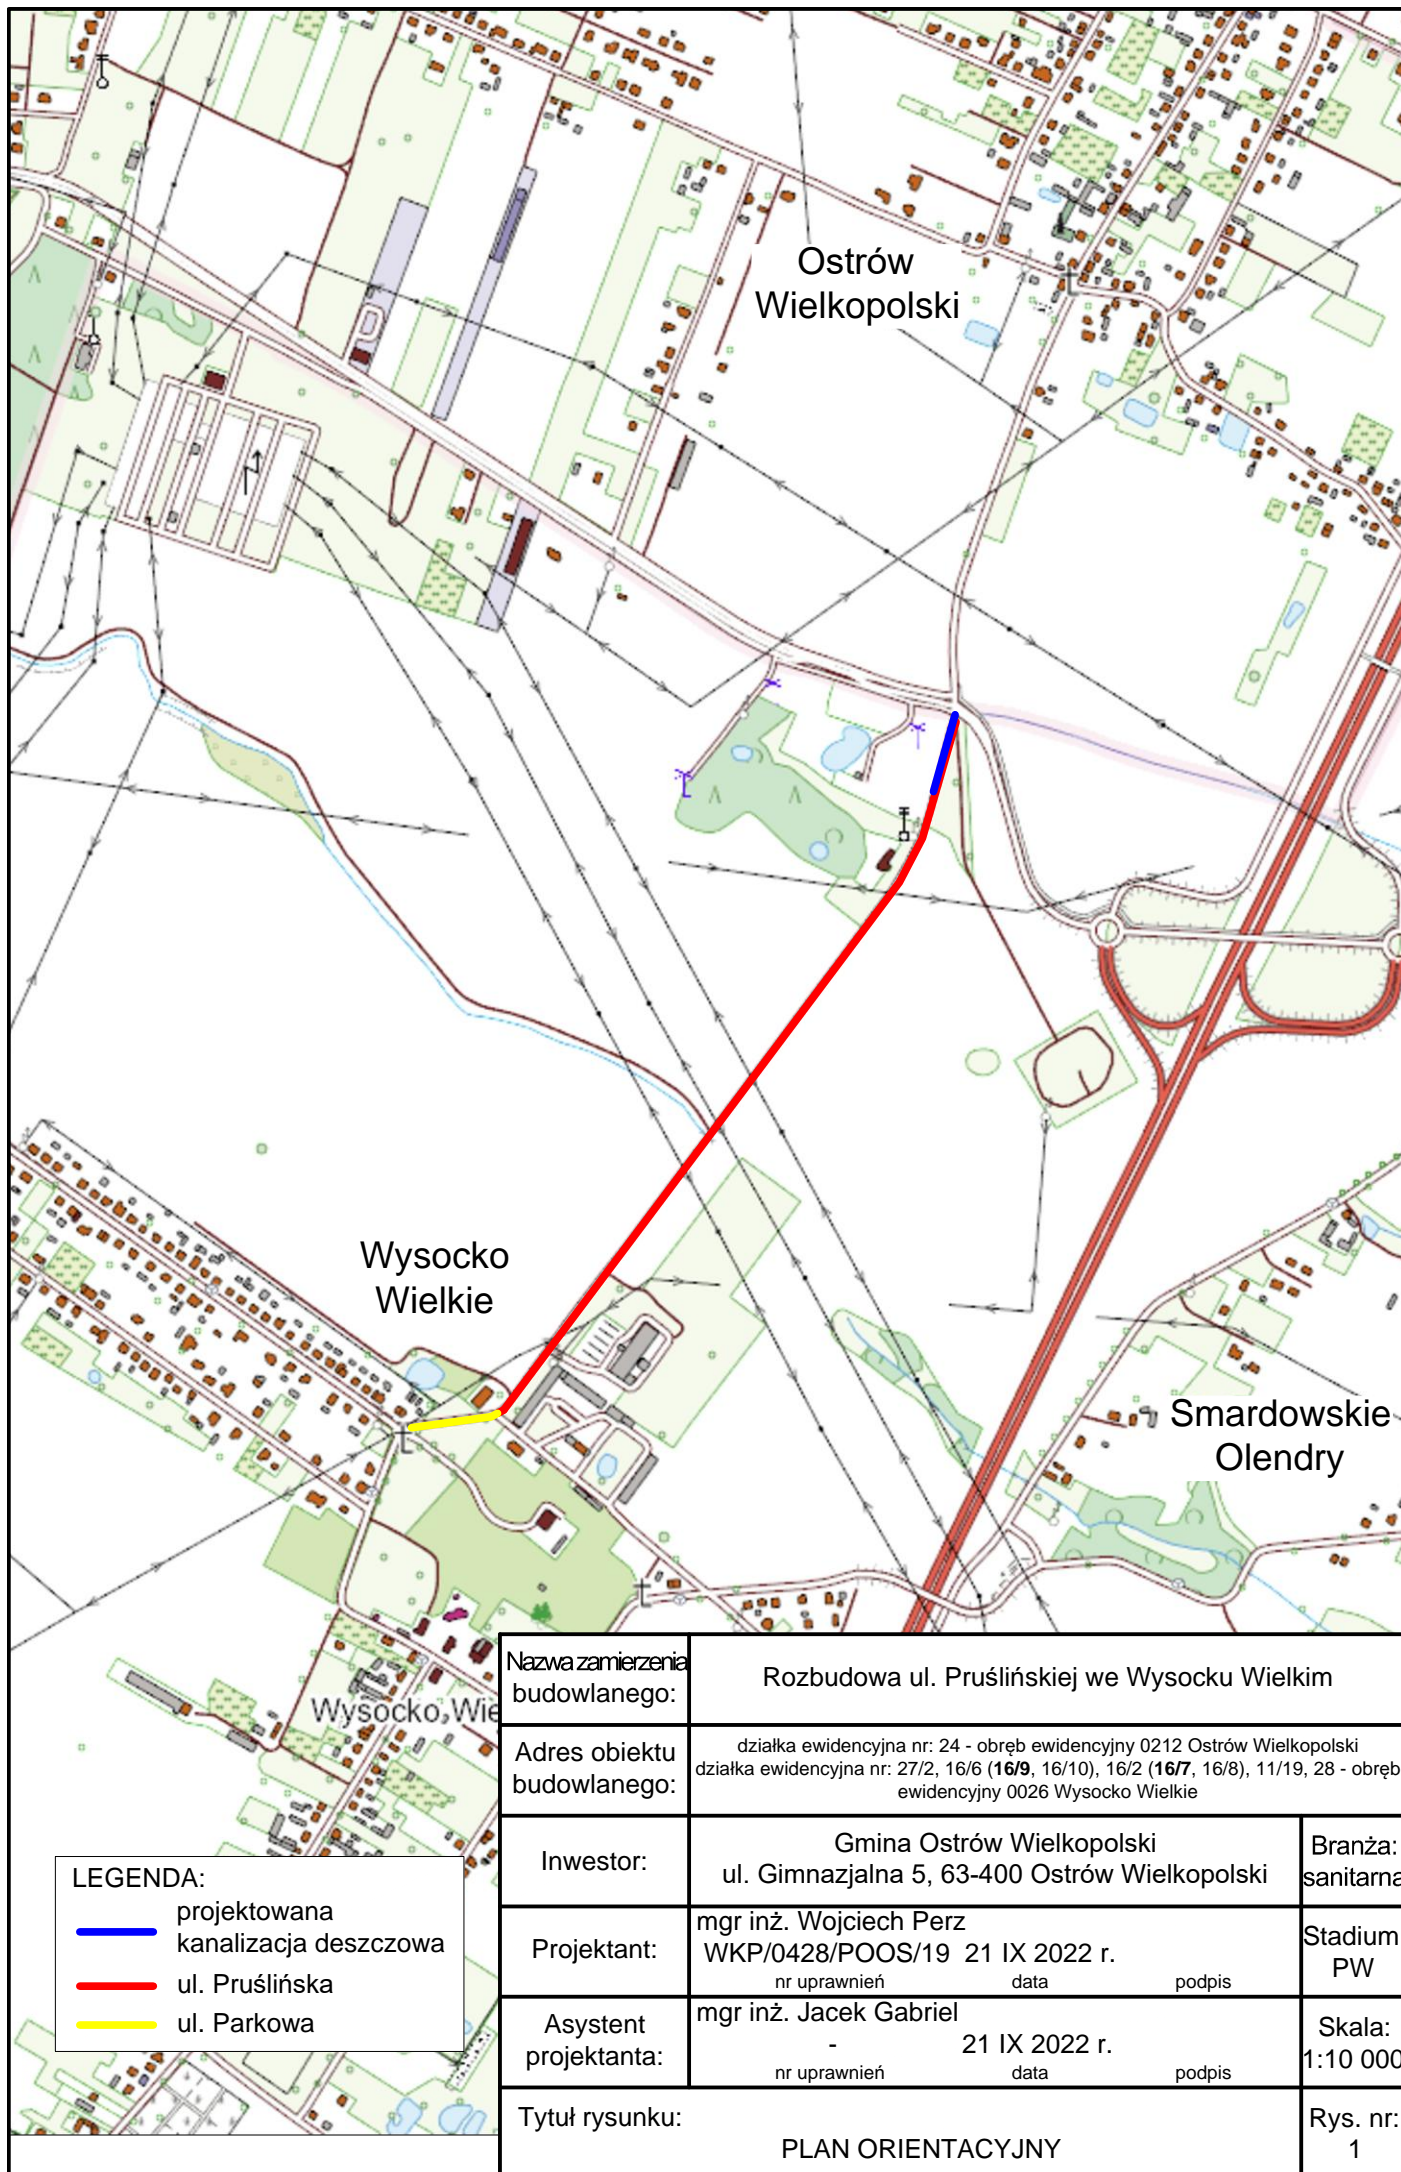 Ostrów
Wielkopolski
Wysocko
Wielkie
Smardowskie
Olendry
Wysocko Wie
LEGENDA:
projektowana
kanalizacja deszczowa
ul. Pruślińska
ul. Parkowa
Nazwa zamierzenia
budowlanego:
Rozbudowa ul. Pruślińskiej we Wysocku Wielkim
Adres obiektu
budowlanego:
działka ewidencyjna nr: 24 - obręb ewidencyjny 0212 Ostrów Wielkopolski
działka ewidencyjna nr: 27/2, 16/6 (16/9, 16/10), 16/2 (16/7, 16/8), 11/19, 28 - obręb
ewidencyjny 0026 Wysocko Wielkie
Inwestor:
Gmina Ostrów Wielkopolski
ul. Gimnazjalna 5, 63-400 Ostrów Wielkopolski
Branża:
sanitarna
Projektant:
mgr inż. Wojciech Perz
WKP/0428/POOS/19 21 IX 2022 r.
nr uprawnień data podpis
Stadium
PW
Asystent
projektanta:
mgr inż. Jacek Gabriel
- 21 IX 2022 r.
nr uprawnień data podpis
Skala:
1:10 000
Tytuł rysunku:
PLAN ORIENTACYJNY
Rys. nr:
1